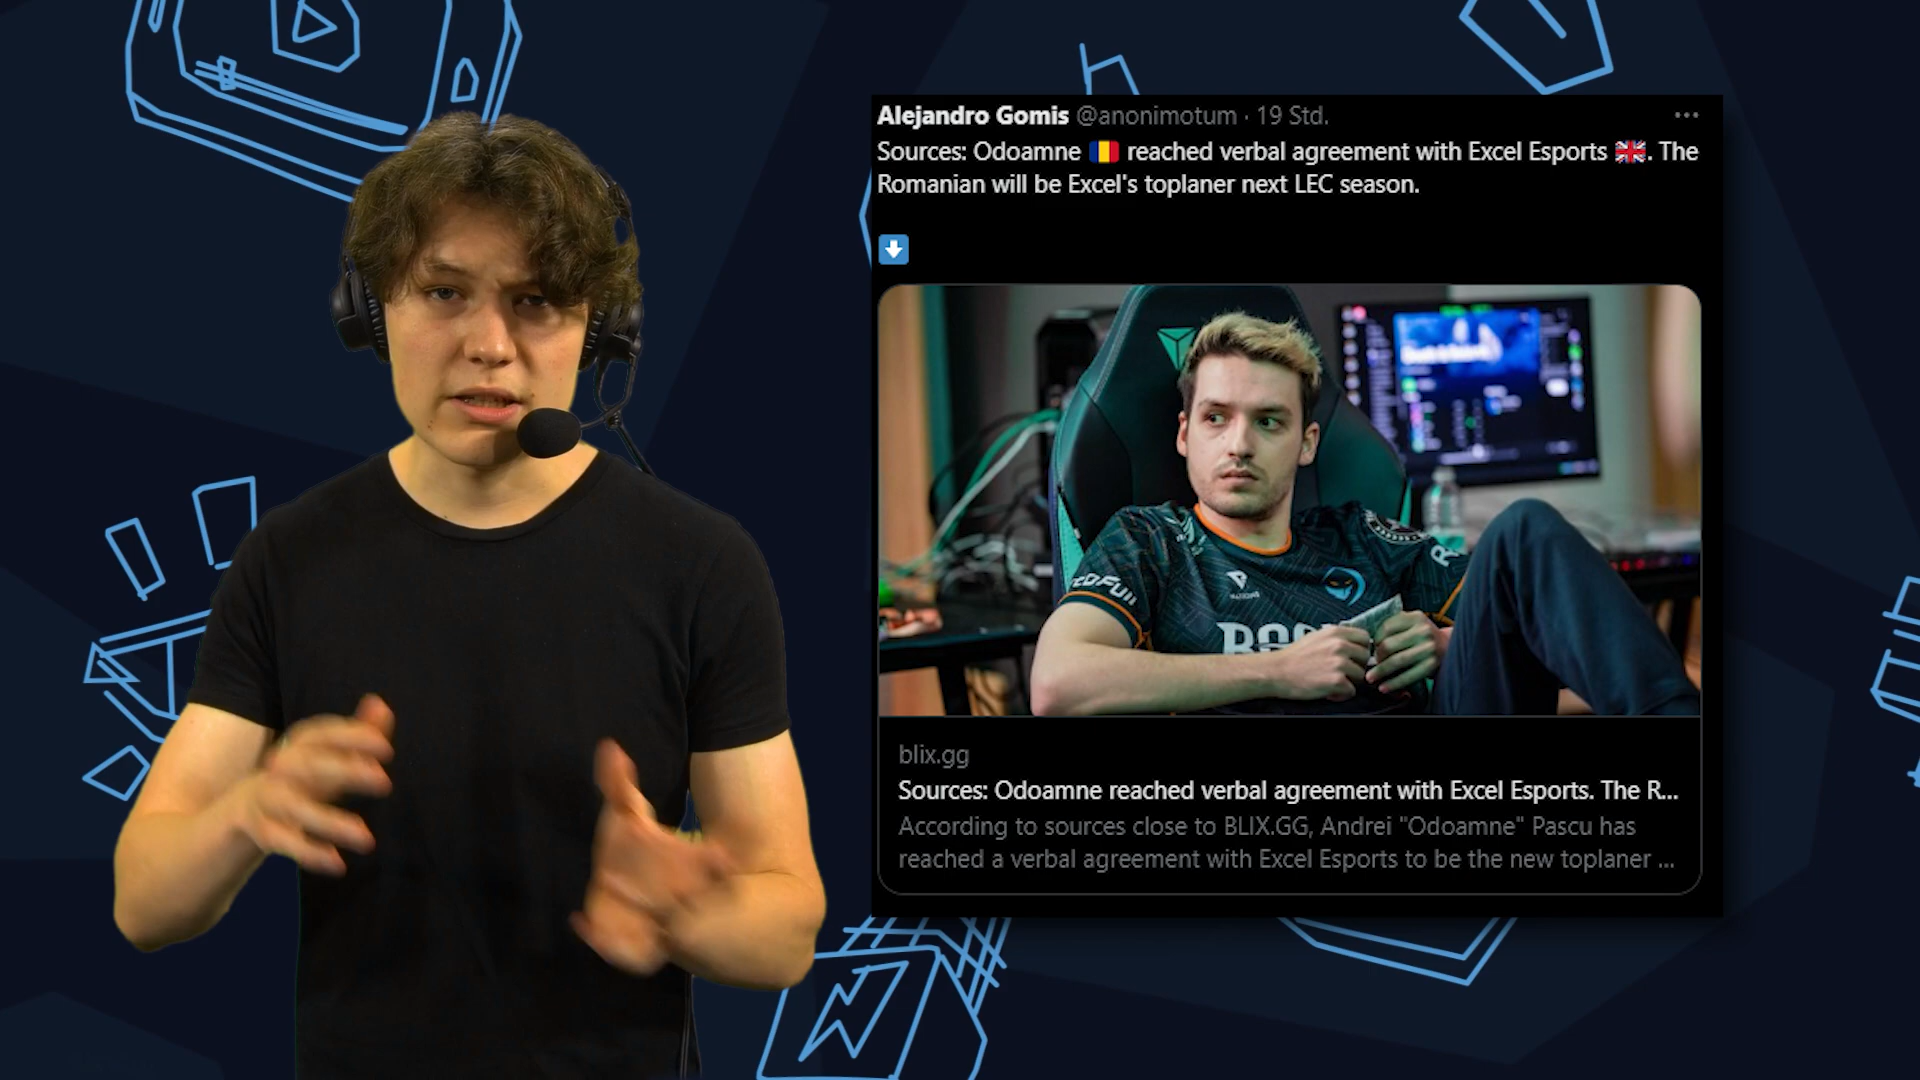 Alejandro Gomis @anonimotum · 19 Std.
Sources: Odoamne 🇷🇴 reached verbal agreement with Excel Esports 🇬🇧. The
Romanian will be Excel's toplaner next LEC season.
blix.gg
Sources: Odoamne reached verbal agreement with Excel Esports. The R...
According to sources close to BLIX.GG, Andrei "Odoamne" Pascu has
reached a verbal agreement with Excel Esports to be the new toplaner ...